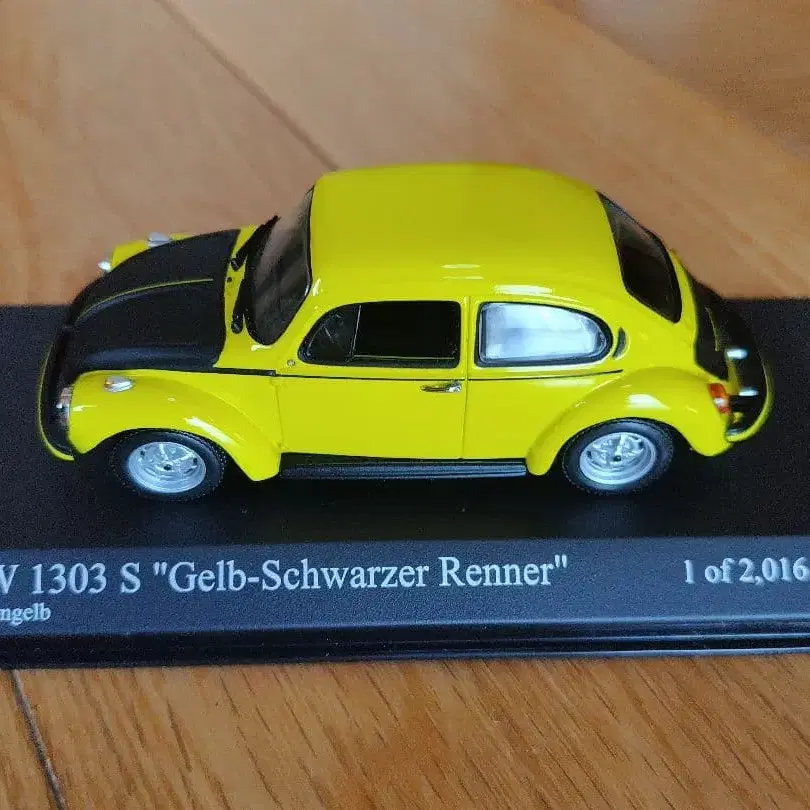 V 1303 S "Gelb-Schwarzer Renner" 1 of 2,016
ngelb